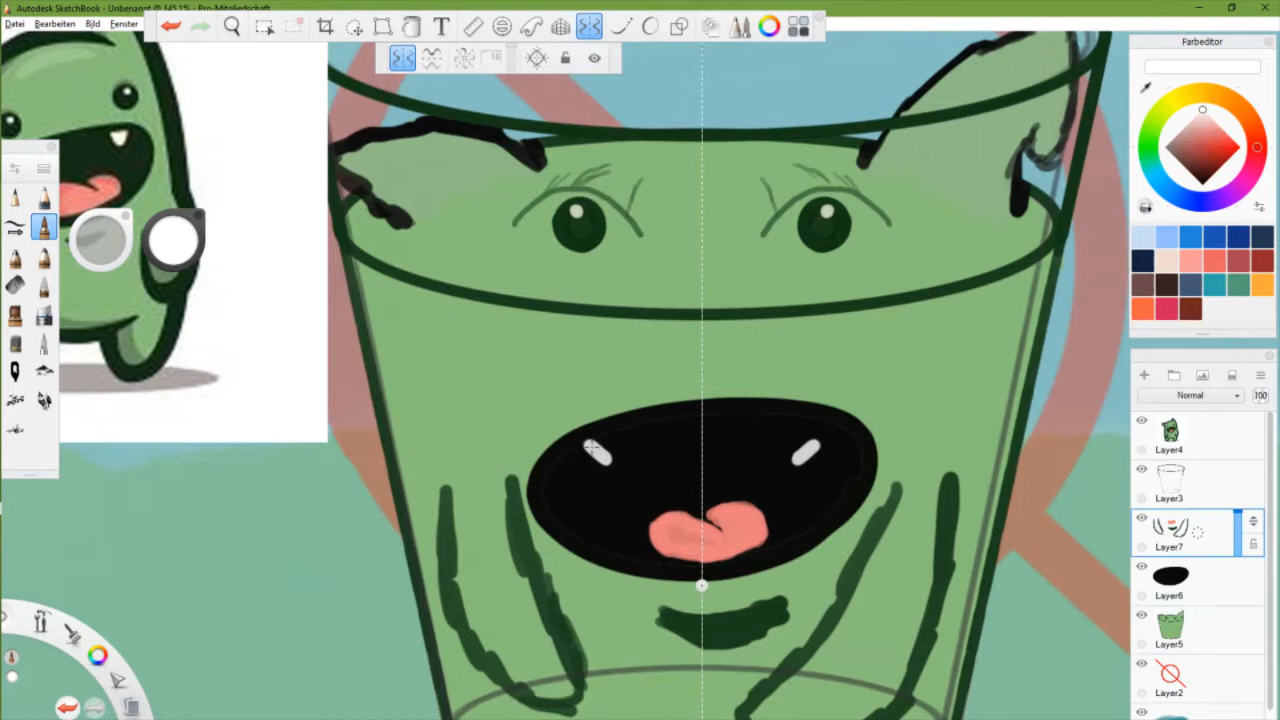 Autodesk SketchBook - Unbenannt @ 145.1% - Pro-Mitgliedschaft
Datei Bearbeiten Bild Fenster
T
16
Farbeditor
Normal 100
Layer4
Layer3
Layer7
Layer6
Layer5
Layer2